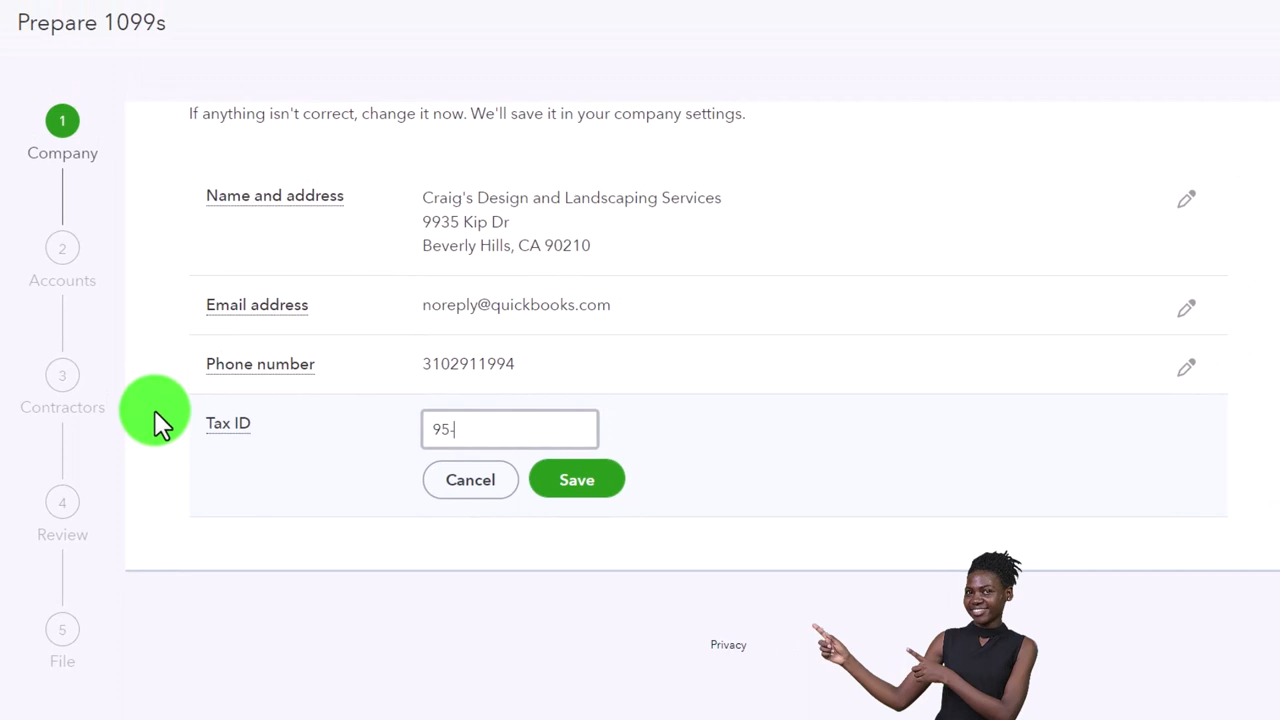 Prepare 1099s
1
Company
2
Accounts
3
Contractors
4
Review
5
File
If anything isn't correct, change it now. We'll save it in your company settings.
Name and address
Craig's Design and Landscaping Services
9935 Kip Dr
Beverly Hills, CA 90210
Email address
noreply@quickbooks.com
Phone number
3102911994
Tax ID
95-
Cancel
Save
Privacy